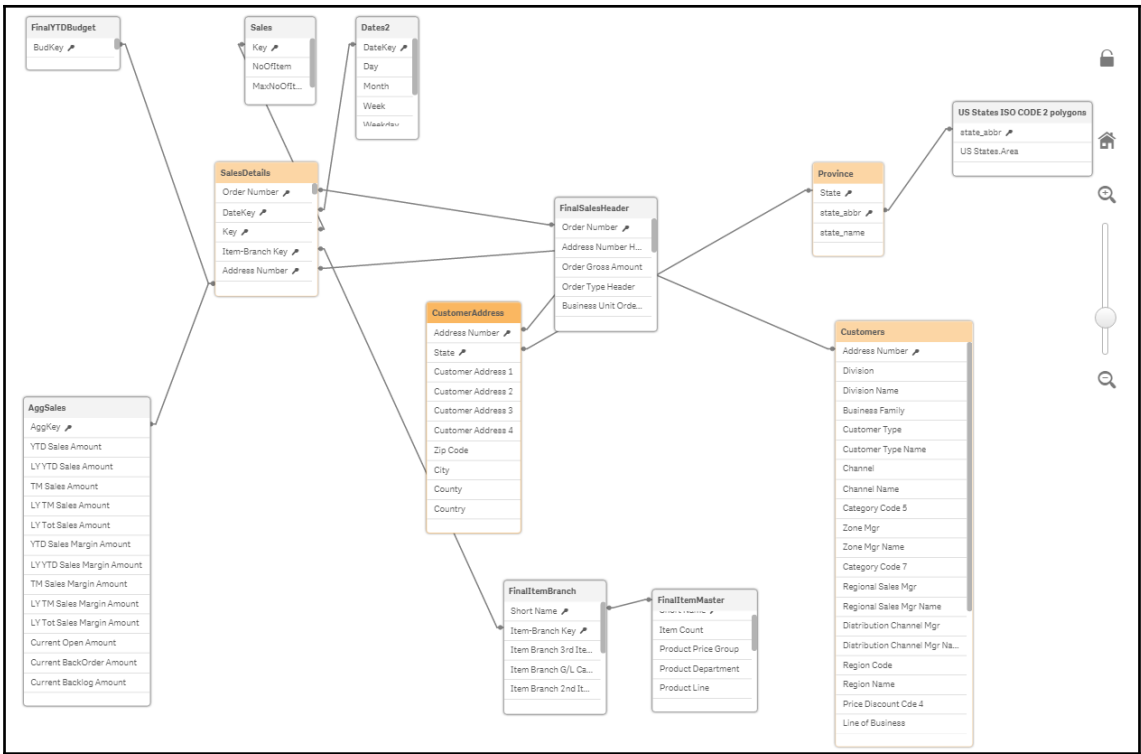 FinalYTDBudget
BudKey
Sales
Key
NoOfItem
MaxNoOfIt...
Dates2
DateKey
Day
Month
Week
Weekday
US States ISO CODE 2 polygons
state_abbr
US States.Area
SalesDetails
Order Number
DateKey
Key
Item-Branch Key
Address Number
Province
State
state_abbr
state_name
FinalSalesHeader
Order Number
Address Number H...
Order Gross Amount
Order Type Header
Business Unit Orde...
CustomerAddress
Address Number
State
Customer Address 1
Customer Address 2
Customer Address 3
Customer Address 4
Zip Code
City
County
Country
Customers
Address Number
Division
Division Name
Business Family
Customer Type
Customer Type Name
Channel
Channel Name
Category Code 5
Zone Mgr
Zone Mgr Name
Category Code 7
Regional Sales Mgr
Regional Sales Mgr Name
Distribution Channel Mgr
Distribution Channel Mgr Na...
Region Code
Region Name
Price Discount Cde 4
Line of Business
AggSales
AggKey
YTD Sales Amount
LY YTD Sales Amount
TM Sales Amount
LY TM Sales Amount
LY Tot Sales Amount
YTD Sales Margin Amount
LY YTD Sales Margin Amount
TM Sales Margin Amount
LY TM Sales Margin Amount
LY Tot Sales Margin Amount
Current Open Amount
Current BackOrder Amount
Current Backlog Amount
FinalItemBranch
Short Name
Item-Branch Key
Item Branch 3rd Ite...
Item Branch G/L Ca...
Item Branch 2nd It...
FinalItemMaster
Short Name
Item Count
Product Price Group
Product Department
Product Line